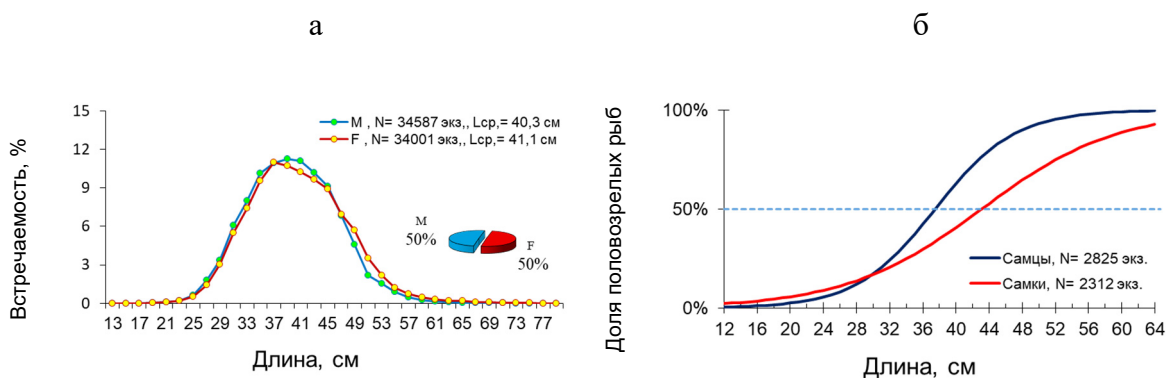 а
Встречаемость, %
15
12
9
6
3
0
M , N= 34587 экз,, Lср,= 40,3 см
F , N= 34001 экз,, Lср,= 41,1 см
M
50%
F
50%
13 17 21 25 29 33 37 41 45 49 53 57 61 65 69 73 77
Длина, см
б
Доля половозрелых рыб
100%
50%
0%
Самцы, N= 2825 экз.
Самки, N= 2312 экз.
12 16 20 24 28 32 36 40 44 48 52 56 60 64
Длина, см